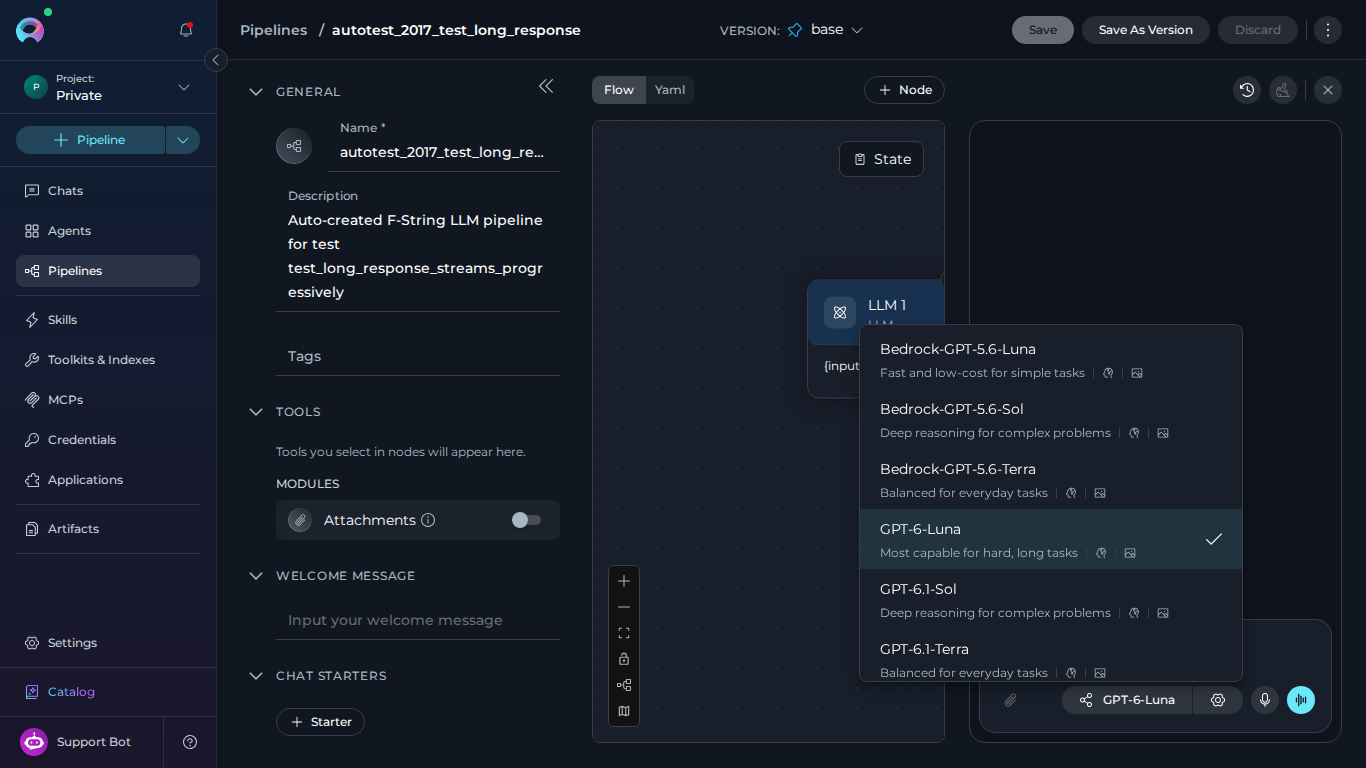 Pipelines / autotest_2017_test_long_response
VERSION: base
Save
Save As Version
Discard
P
Project:
Private
Pipeline
Chats
Agents
Pipelines
Skills
Toolkits & Indexes
MCPs
Credentials
Applications
Artifacts
Settings
Catalog
Support Bot
GENERAL
Name *
autotest_2017_test_long_re...
Description
Auto-created F-String LLM pipeline
for test
test_long_response_streams_progr
essively
Tags
TOOLS
Tools you select in nodes will appear here.
MODULES
Attachments
WELCOME MESSAGE
Input your welcome message
CHAT STARTERS
Starter
Flow
Yaml
Node
State
LLM 1
{input
Bedrock-GPT-5.6-Luna
Fast and low-cost for simple tasks
Bedrock-GPT-5.6-Sol
Deep reasoning for complex problems
Bedrock-GPT-5.6-Terra
Balanced for everyday tasks
GPT-6-Luna
Most capable for hard, long tasks
GPT-6.1-Sol
Deep reasoning for complex problems
GPT-6.1-Terra
Balanced for everyday tasks
GPT-6-Luna